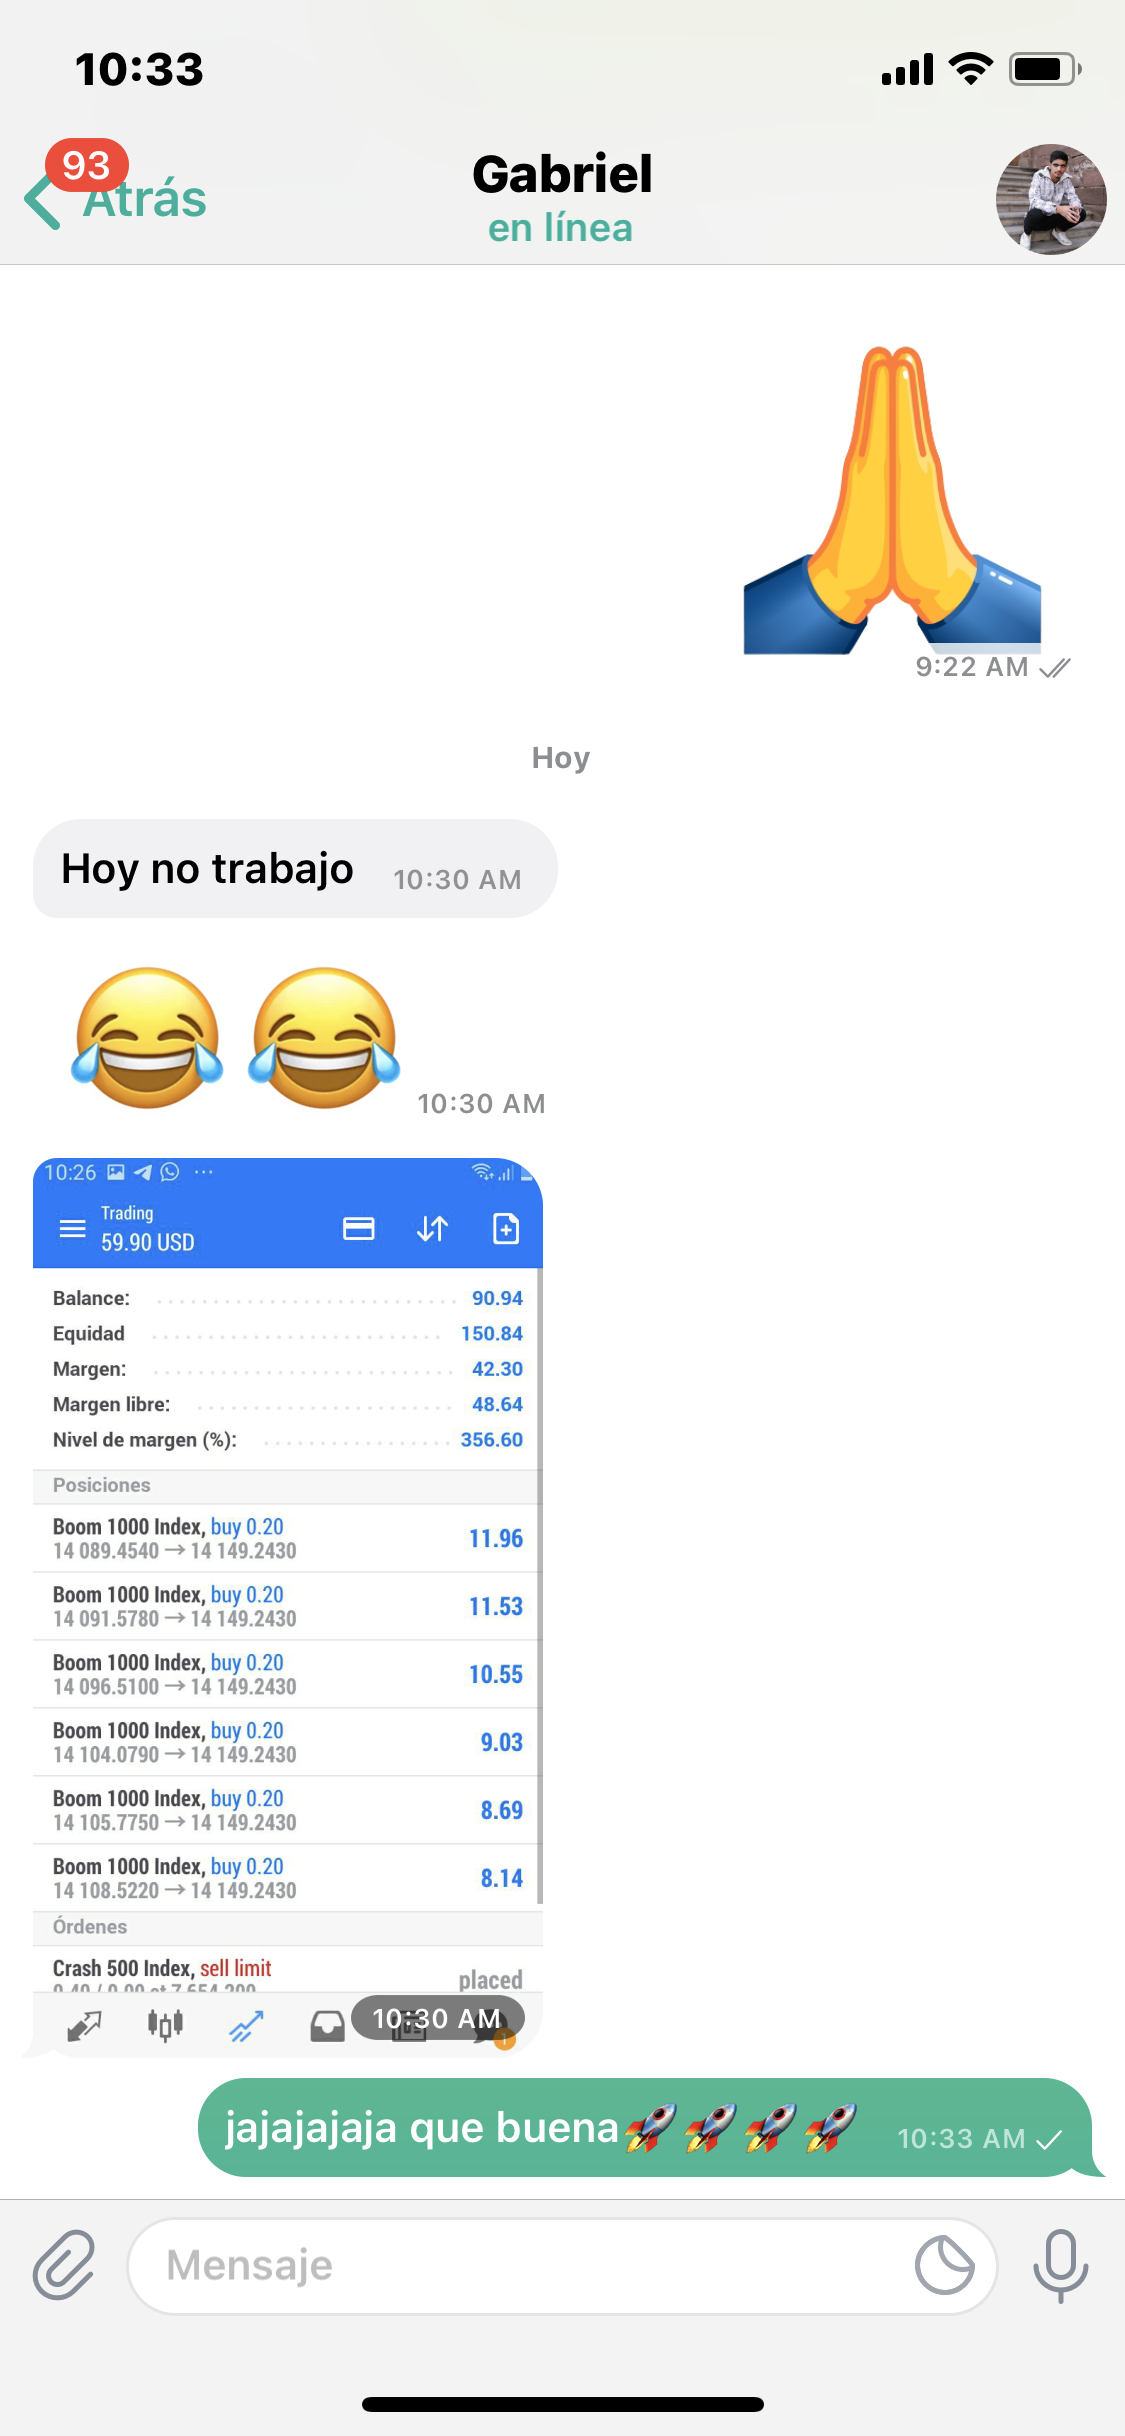 10:33
93
Atrás
Gabriel
en línea
9:22 AM
Hoy
Hoy no trabajo 10:30 AM
😂😂 10:30 AM
10:26
Trading
59.90 USD
Balance: 90.94
Equidad 150.84
Margen: 42.30
Margen libre: 48.64
Nivel de margen (%): 356.60
Posiciones
Boom 1000 Index, buy 0.20
14 089.4540 → 14 149.2430 11.96
Boom 1000 Index, buy 0.20
14 091.5780 → 14 149.2430 11.53
Boom 1000 Index, buy 0.20
14 096.5100 → 14 149.2430 10.55
Boom 1000 Index, buy 0.20
14 104.0790 → 14 149.2430 9.03
Boom 1000 Index, buy 0.20
14 105.7750 → 14 149.2430 8.69
Boom 1000 Index, buy 0.20
14 108.5220 → 14 149.2430 8.14
Órdenes
Crash 500 Index, sell limit
placed
10:30 AM
1
jajajajaja que buena🚀🚀🚀🚀 10:33 AM
Mensaje